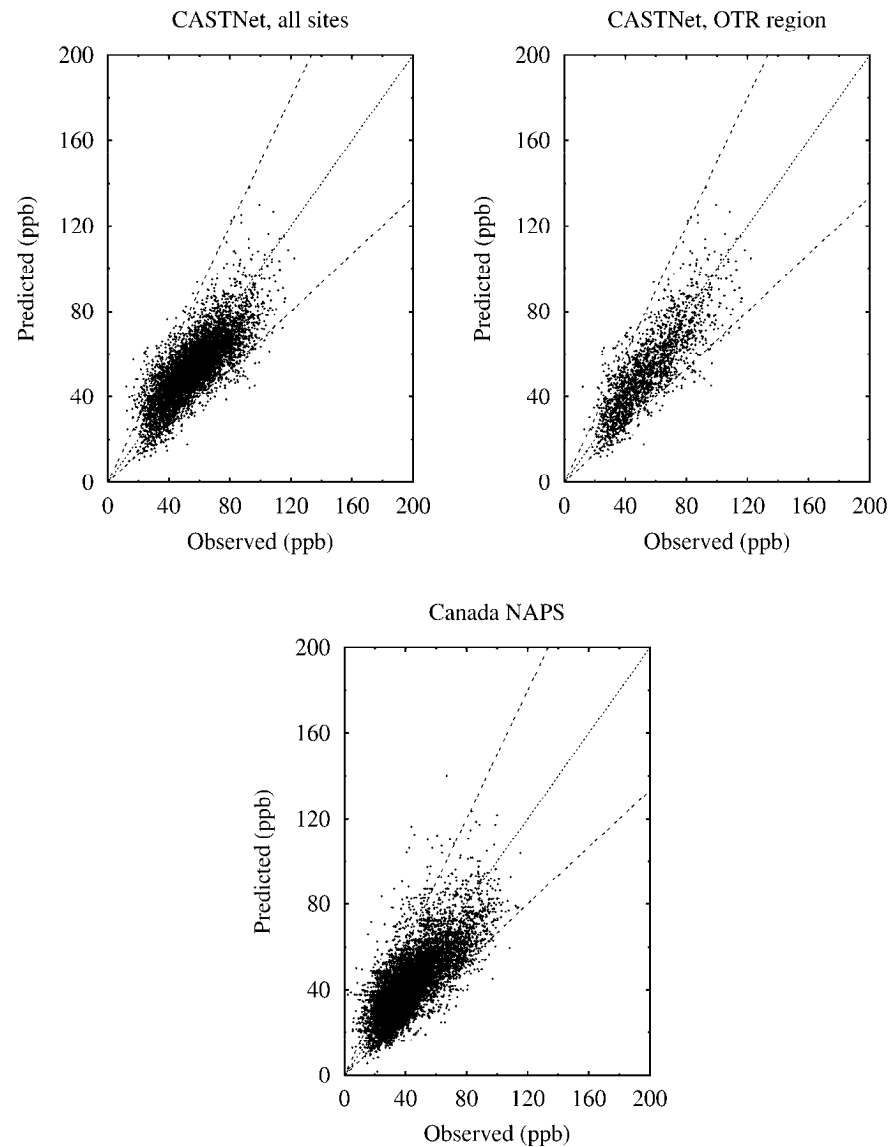 CASTNet, all sites
200
160
120
80
40
0
Predicted (ppb)
0 40 80 120 160 200
Observed (ppb)
CASTNet, OTR region
200
160
120
80
40
0
Predicted (ppb)
0 40 80 120 160 200
Observed (ppb)
Canada NAPS
200
160
120
80
40
0
Predicted (ppb)
0 40 80 120 160 200
Observed (ppb)